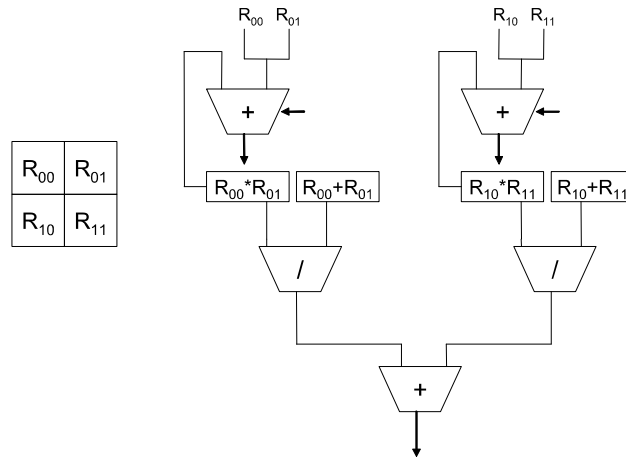 R₀₀ R₀₁ R₁₀ R₁₁
+ +
R₀₀ R₀₁
R₀₀*R₀₁ R₀₀+R₀₁ R₁₀*R₁₁ R₁₀+R₁₁
R₁₀ R₁₁
/ /
+